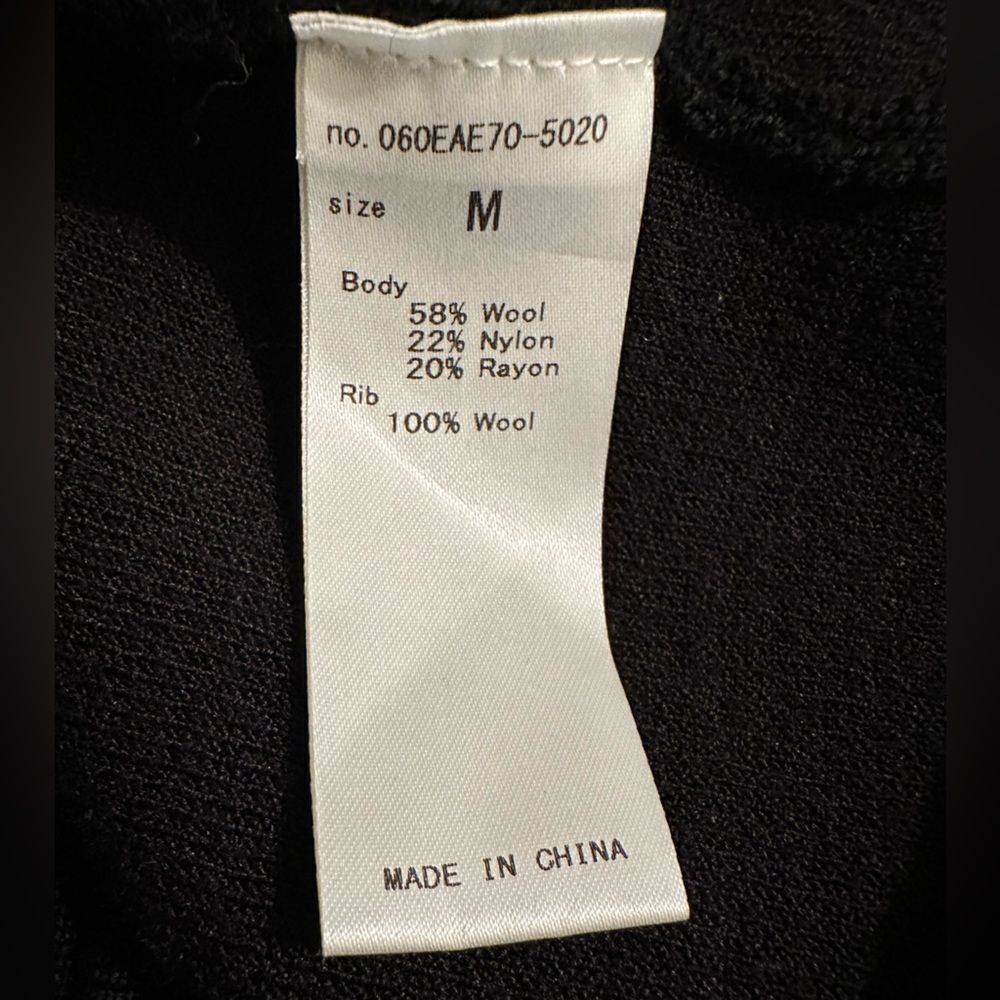 no. 060EAE70-5020
size M
Body
58% Wool
22% Nylon
20% Rayon
Rib
100% Wool
MADE IN CHINA